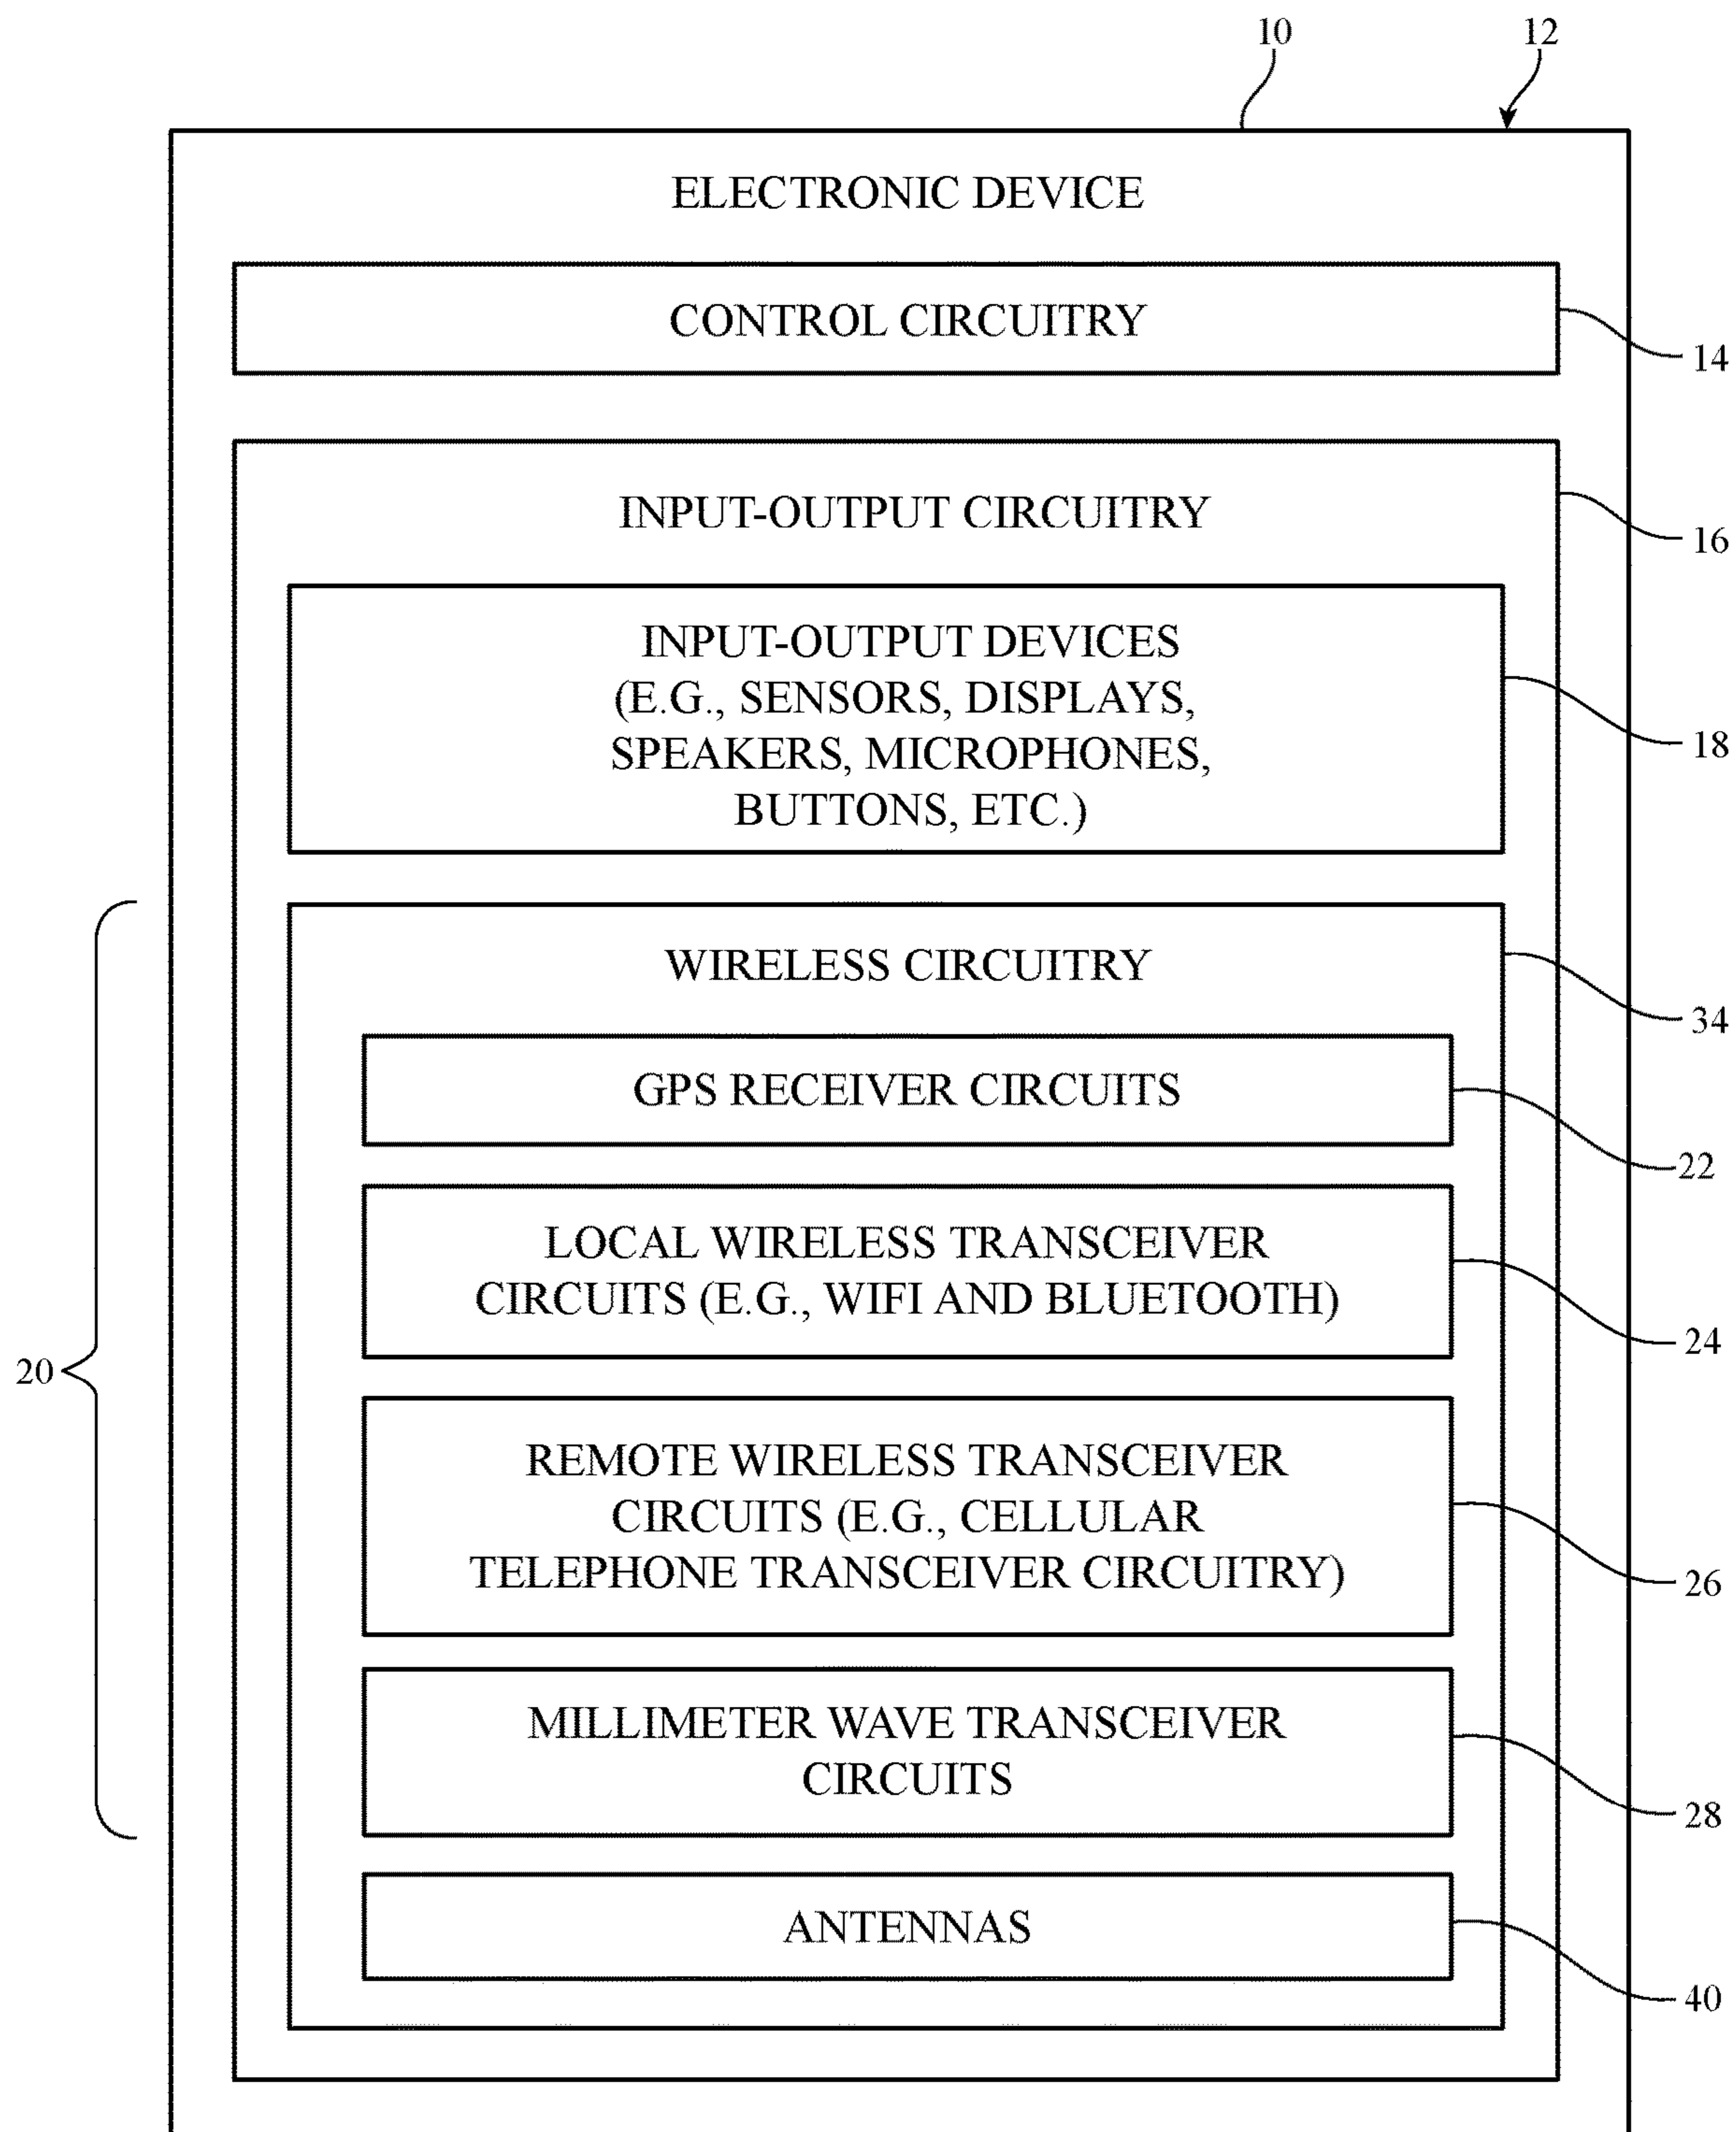 10
12
ELECTRONIC DEVICE
CONTROL CIRCUITRY
14
INPUT-OUTPUT CIRCUITRY
16
INPUT-OUTPUT DEVICES
(E.G., SENSORS, DISPLAYS,
SPEAKERS, MICROPHONES,
BUTTONS, ETC.)
18
WIRELESS CIRCUITRY
34
GPS RECEIVER CIRCUITS
22
LOCAL WIRELESS TRANSCEIVER
CIRCUITS (E.G., WIFI AND BLUETOOTH)
24
20
REMOTE WIRELESS TRANSCEIVER
CIRCUITS (E.G., CELLULAR
TELEPHONE TRANSCEIVER CIRCUITRY)
26
MILLIMETER WAVE TRANSCEIVER
CIRCUITS
28
ANTENNAS
40